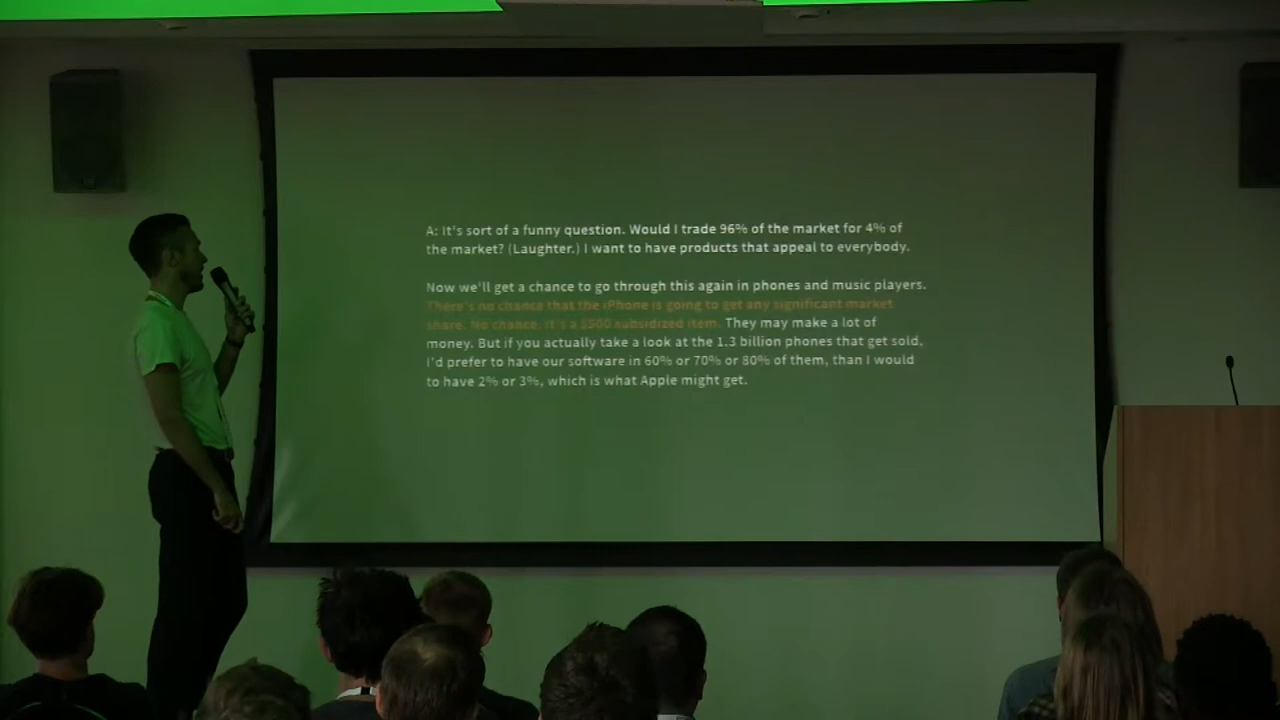 A: It's sort of a funny question. Would I trade 96% of the market for 4% of
the market? (Laughter.) I want to have products that appeal to everybody.
Now we'll get a chance to go through this again in phones and music players.
There's no chance that the iPhone is going to get any significant market
share. No chance. It's a $500 subsidized item. They may make a lot of
money. But if you actually take a look at the 1.3 billion phones that get sold,
I'd prefer to have our software in 60% or 70% or 80% of them, than I would
to have 2% or 3%, which is what Apple might get.